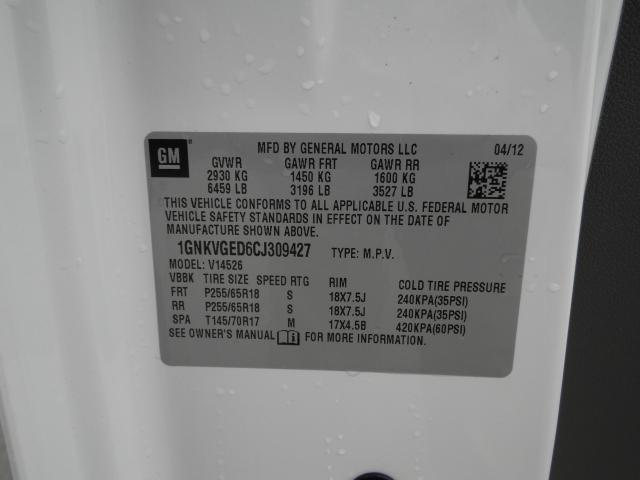 GM
MFD BY GENERAL MOTORS LLC 04/12
GVWR GAWR FRT GAWR RR
2930 KG 1450 KG 1600 KG
6459 LB 3196 LB 3527 LB
THIS VEHICLE CONFORMS TO ALL APPLICABLE U.S. FEDERAL MOTOR
VEHICLE SAFETY STANDARDS IN EFFECT ON THE DATE OF
MANUFACTURE SHOWN ABOVE.
1GNKVGED6CJ309427 TYPE: M.P.V.
MODEL: V14526
VBBK TIRE SIZE SPEED RTG RIM COLD TIRE PRESSURE
FRT P255/65R18 S 18X7.5J 240KPA(35PSI)
RR P255/65R18 S 18X7.5J 240KPA(35PSI)
SPA T145/70R17 M 17X4.5B 420KPA(60PSI)
SEE OWNER'S MANUAL FOR MORE INFORMATION.